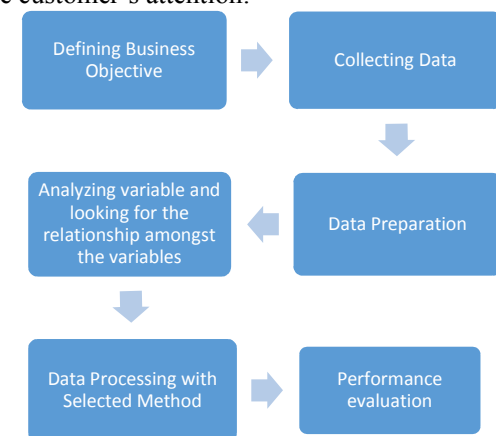 e customer's attention.
Defining Business
Objective
Collecting Data
Data Preparation
Analyzing variable and
looking for the
relationship amongst
the variables
Data Processing with
Selected Method
Performance
evaluation